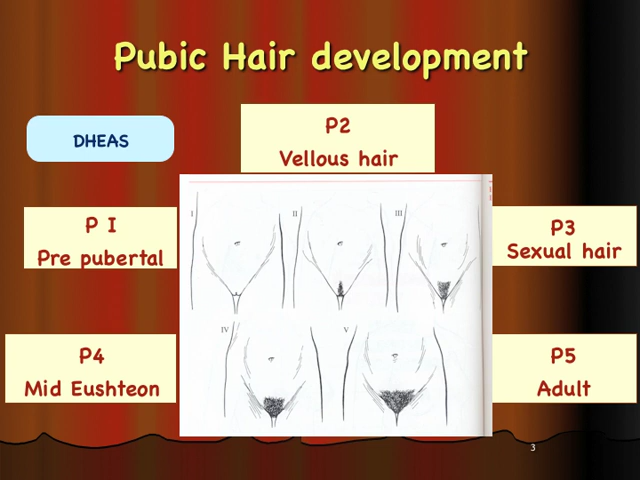 Pubic Hair development
DHEAS
P2
Vellous hair
P I
Pre pubertal
P3
Sexual hair
I
II
III
IV
V
P4
Mid Eushteon
P5
Adult
3